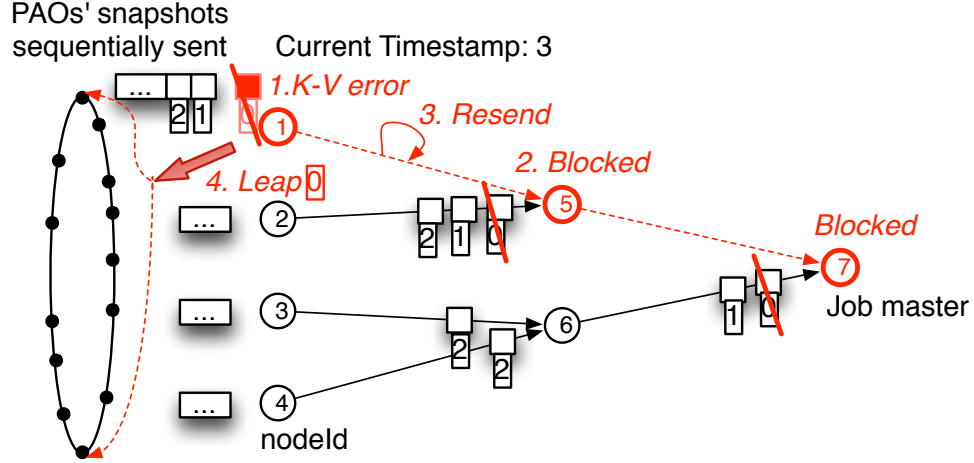 PAOs' snapshots
sequentially sent
Current Timestamp: 3
... 2 1 0
1.K-V error
1
3. Resend
2. Blocked
4. Leap 0
... 2
2 1 0
5
Blocked
7
Job master
... 3
2
6
1 0
2
... 4
nodeId